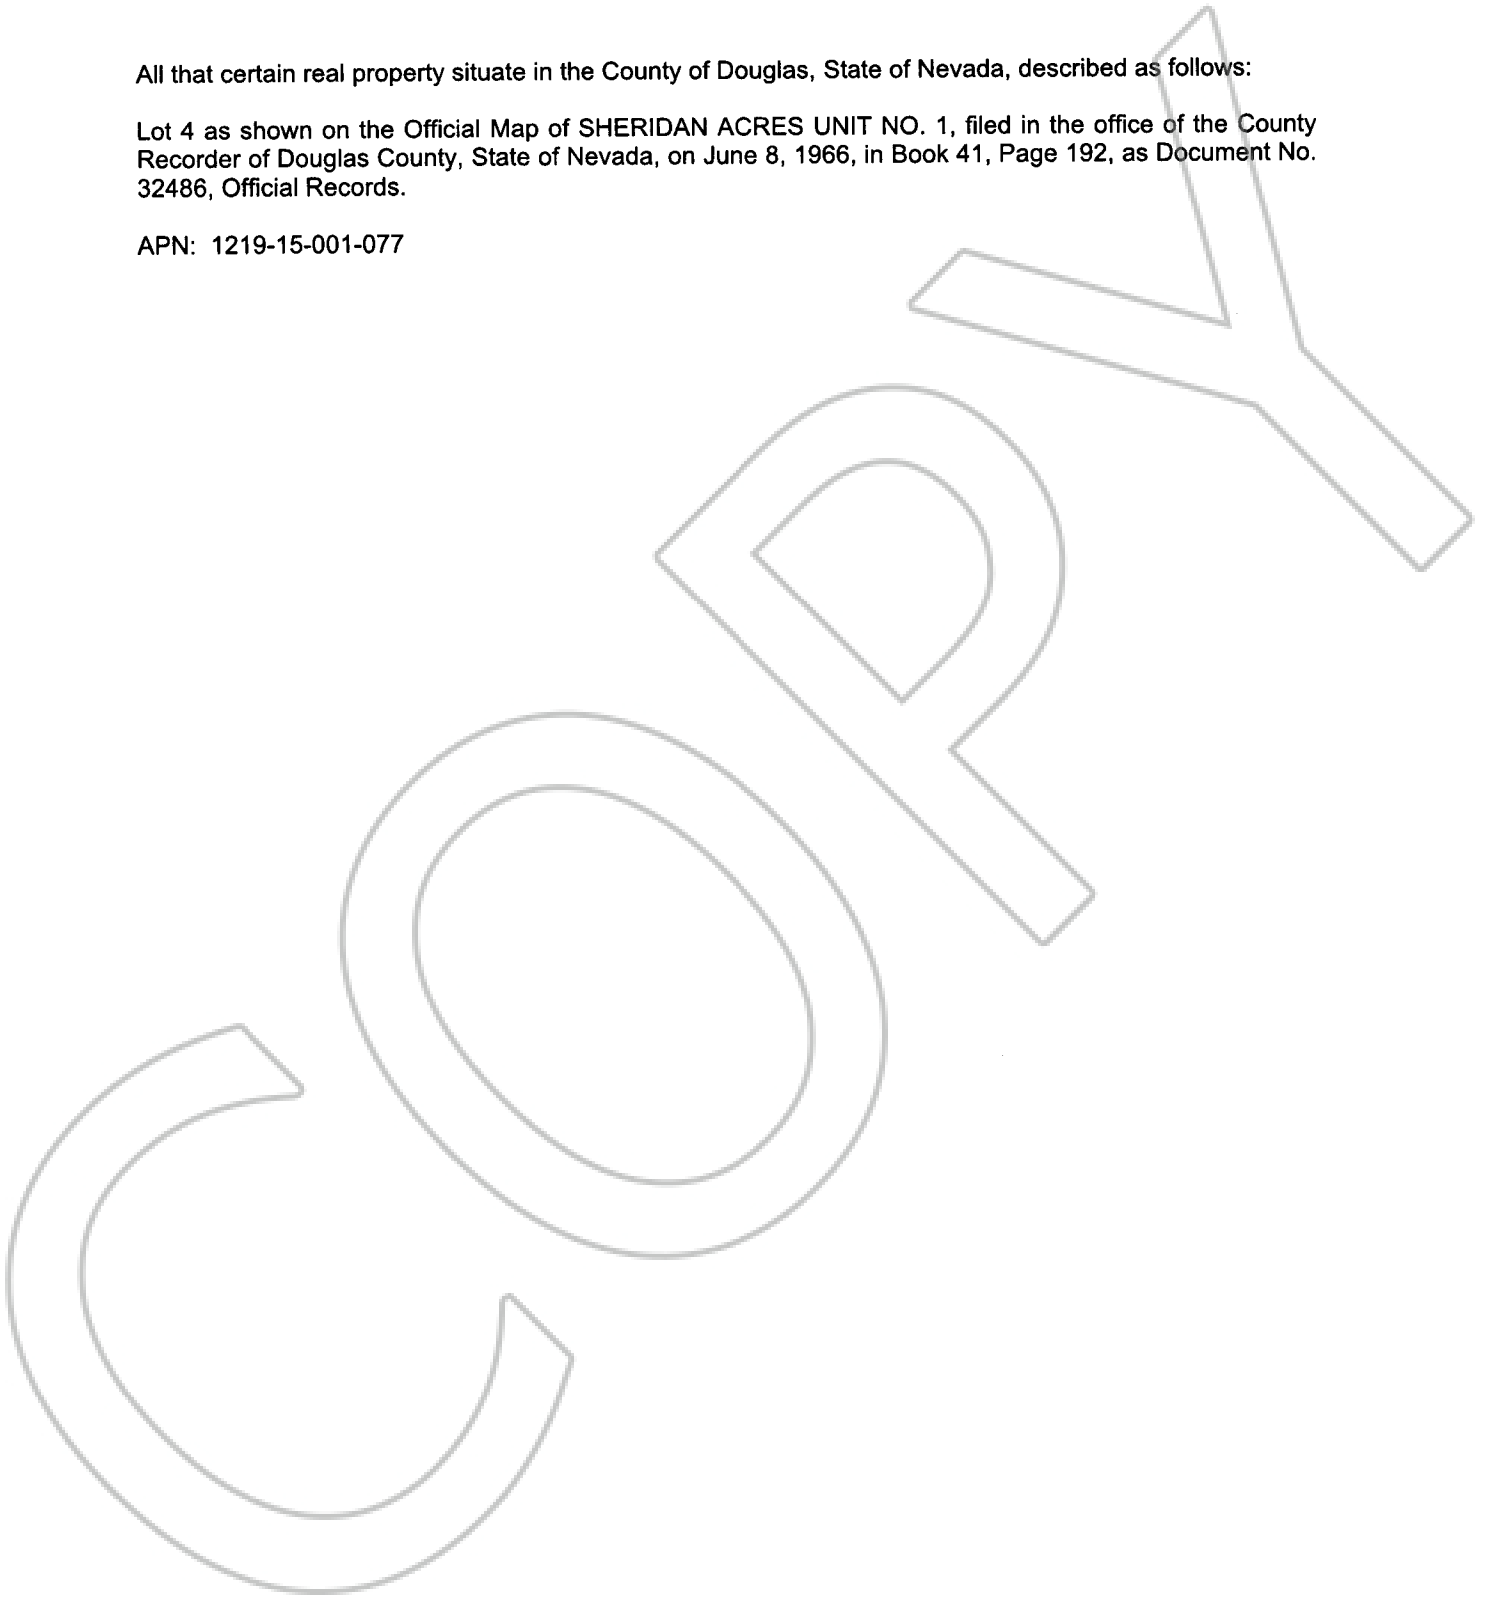 All that certain real property situate in the County of Douglas, State of Nevada, described as follows:
Lot 4 as shown on the Official Map of SHERIDAN ACRES UNIT NO. 1, filed in the office of the County
Recorder of Douglas County, State of Nevada, on June 8, 1966, in Book 41, Page 192, as Document No.
32486, Official Records.
APN: 1219-15-001-077
COPY